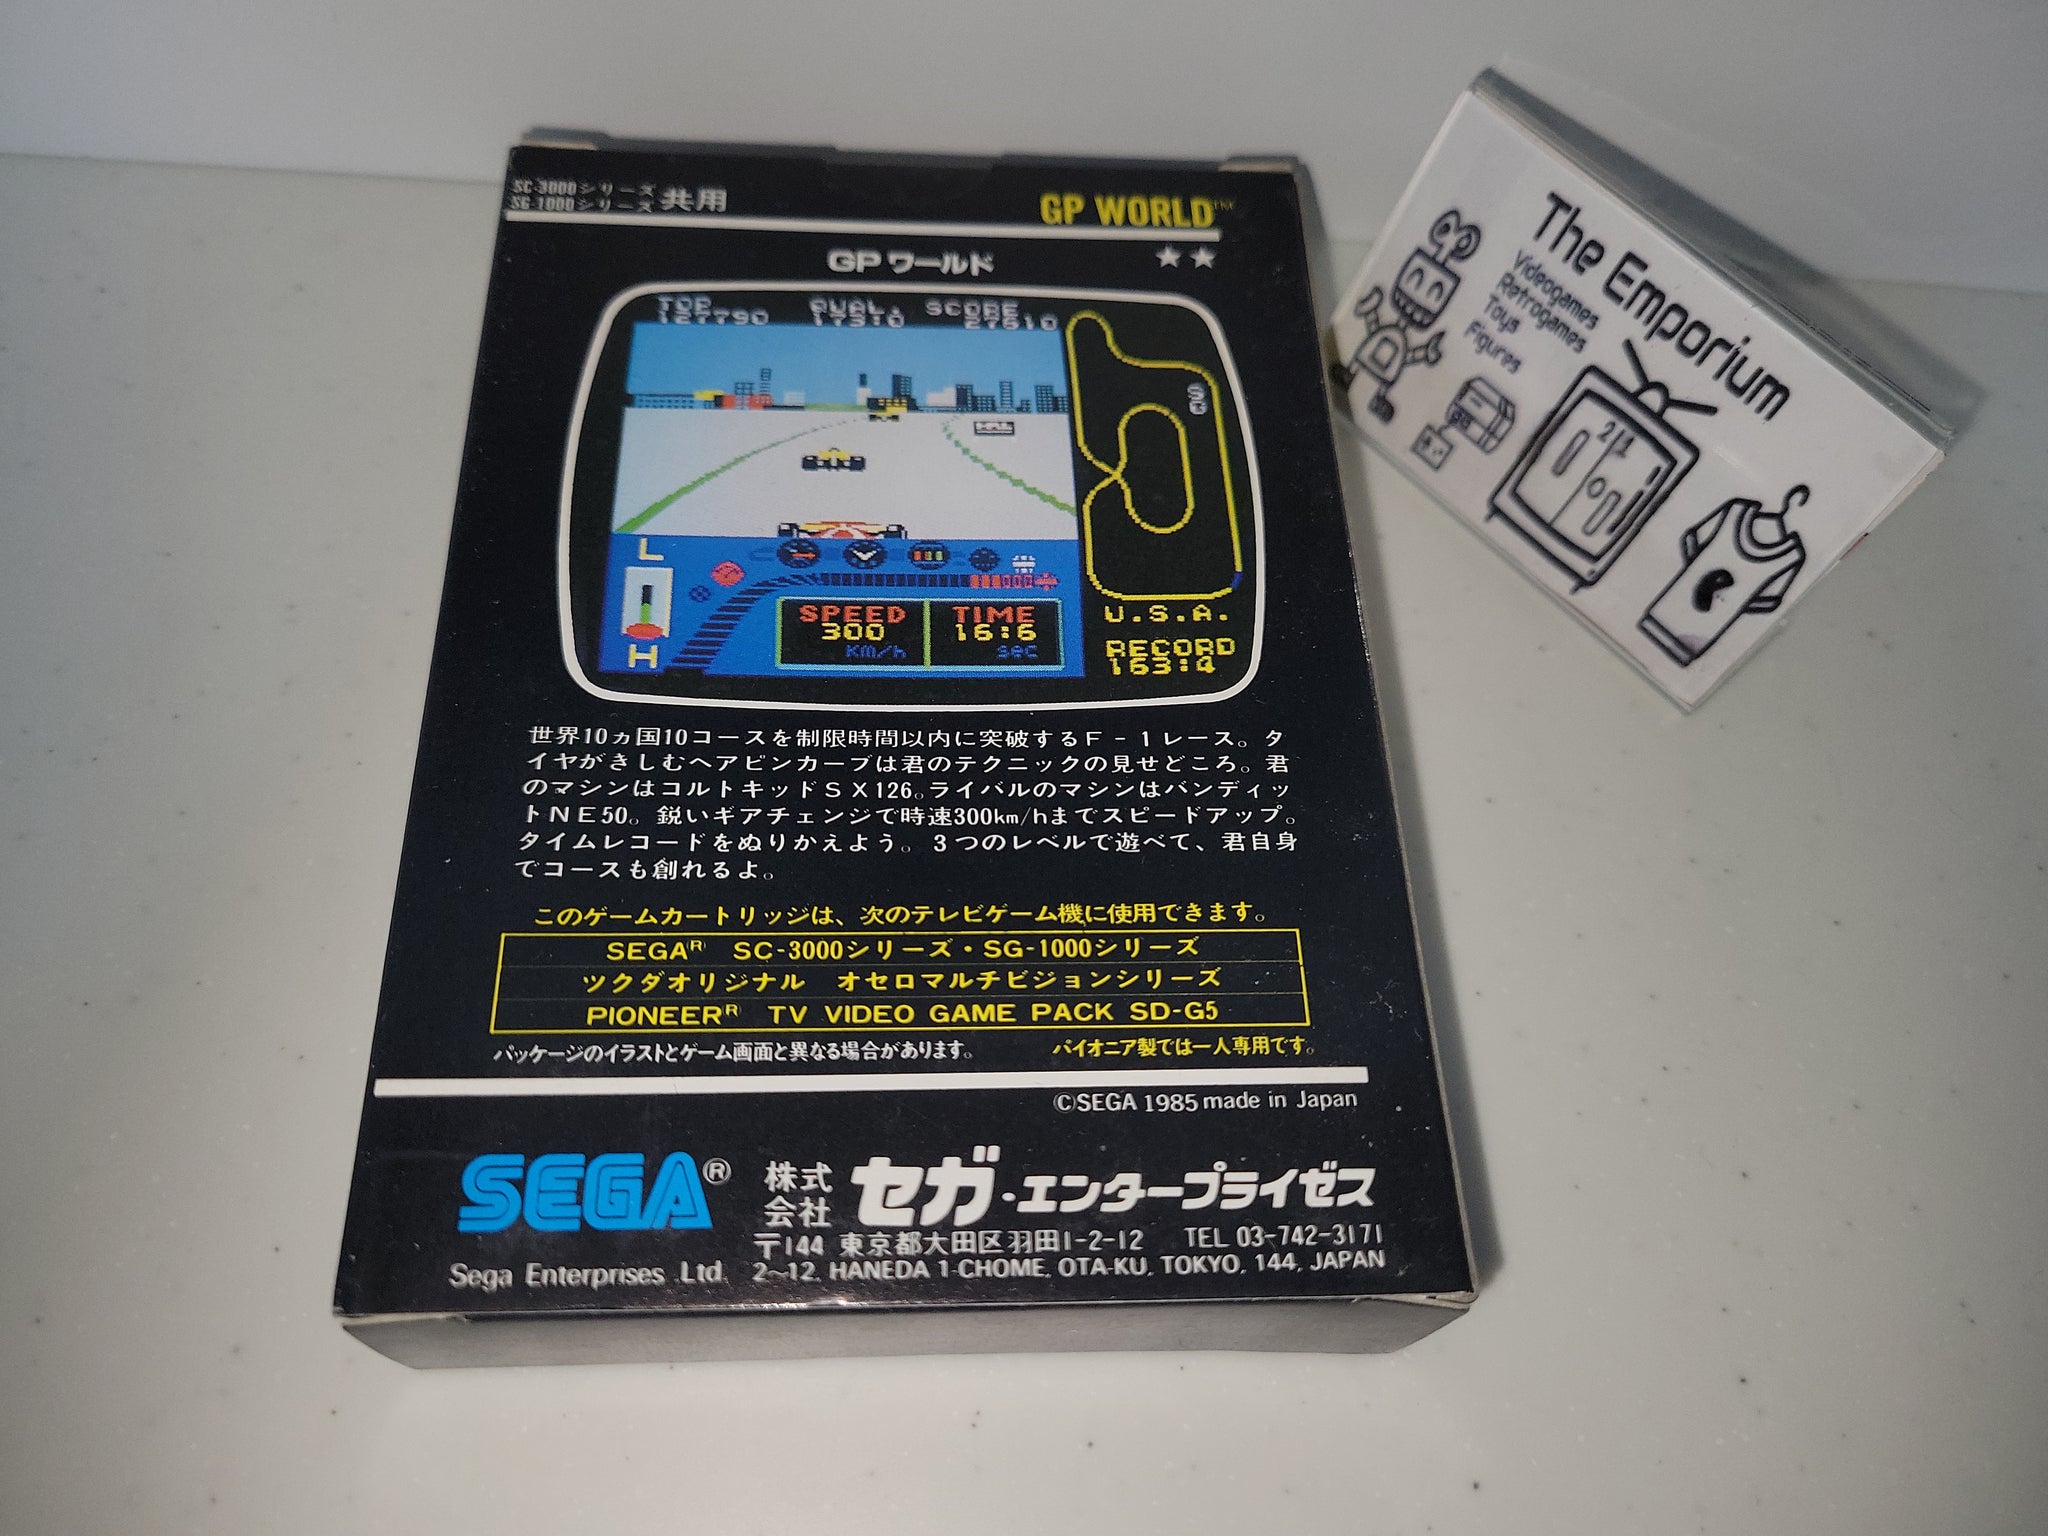 SC-3000シリーズ
SG-1000シリーズ 共用
GP WORLD™
GPワールド
★★
TOP QUAL. SCORE
127790 17310 27610
SG
L
H
SPEED
300
km/h
TIME
16:6
sec
U.S.A.
RECORD
163:4
世界10ヵ国10コースを制限時間以内に突破するF-1レース。タ
イヤがきしむヘアピンカーブは君のテクニックの見せどころ。君
のマシンはコルトキッドSX126。ライバルのマシンはバンディッ
トNE50。鋭いギアチェンジで時速300km/hまでスピードアップ。
タイムレコードをぬりかえよう。3つのレベルで遊べて、君自身
でコースも創れるよ。
このゲームカートリッジは、次のテレビゲーム機に使用できます。
SEGA(R) SC-3000シリーズ・SG-1000シリーズ
ツクダオリジナル オセロマルチビジョンシリーズ
PIONEER(R) TV VIDEO GAME PACK SD-G5
パッケージのイラストとゲーム画面と異なる場合があります。 パイオニア製では一人専用です。
©SEGA 1985 made in Japan
SEGA®
株式会社 セガ・エンタープライゼス
〒144 東京都大田区羽田1-2-12 TEL 03-742-3171
Sega Enterprises Ltd. 2~12, HANEDA 1-CHOME, OTA-KU, TOKYO, 144, JAPAN
The Emporium
Videogames
Retrogames
Toys
Figures
21